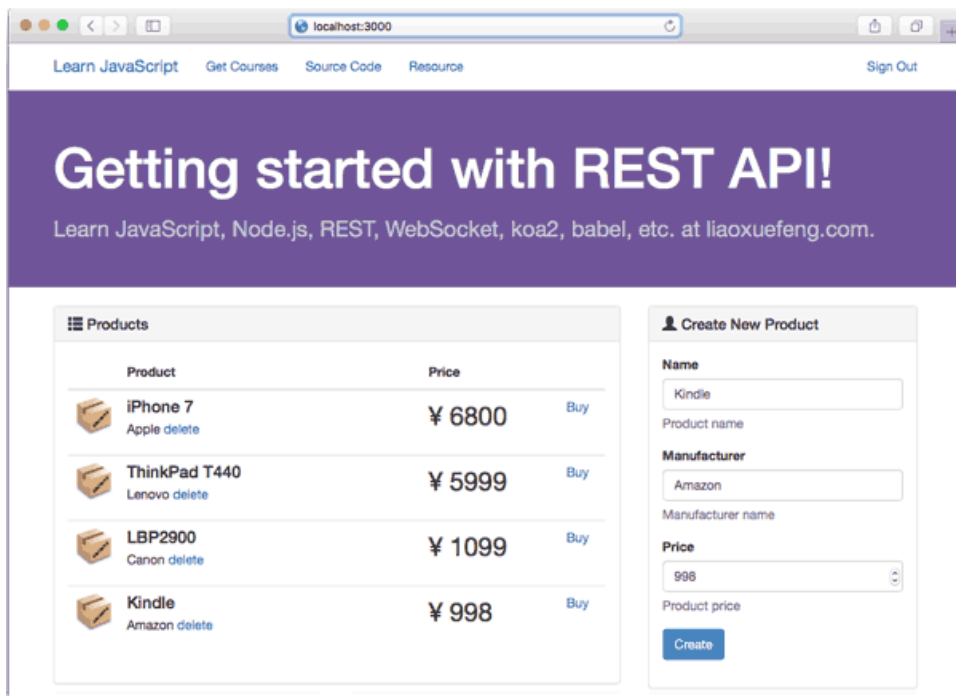 localhost:3000
Learn JavaScript Get Courses Source Code Resource Sign Out
Getting started with REST API!
Learn JavaScript, Node.js, REST, WebSocket, koa2, babel, etc. at liaoxuefeng.com.
Products
Product Price
iPhone 7
Apple delete
¥ 6800
Buy
ThinkPad T440
Lenovo delete
¥ 5999
Buy
LBP2900
Canon delete
¥ 1099
Buy
Kindle
Amazon delete
¥ 998
Buy
Create New Product
Name
Kindle
Product name
Manufacturer
Amazon
Manufacturer name
Price
998
Product price
Create